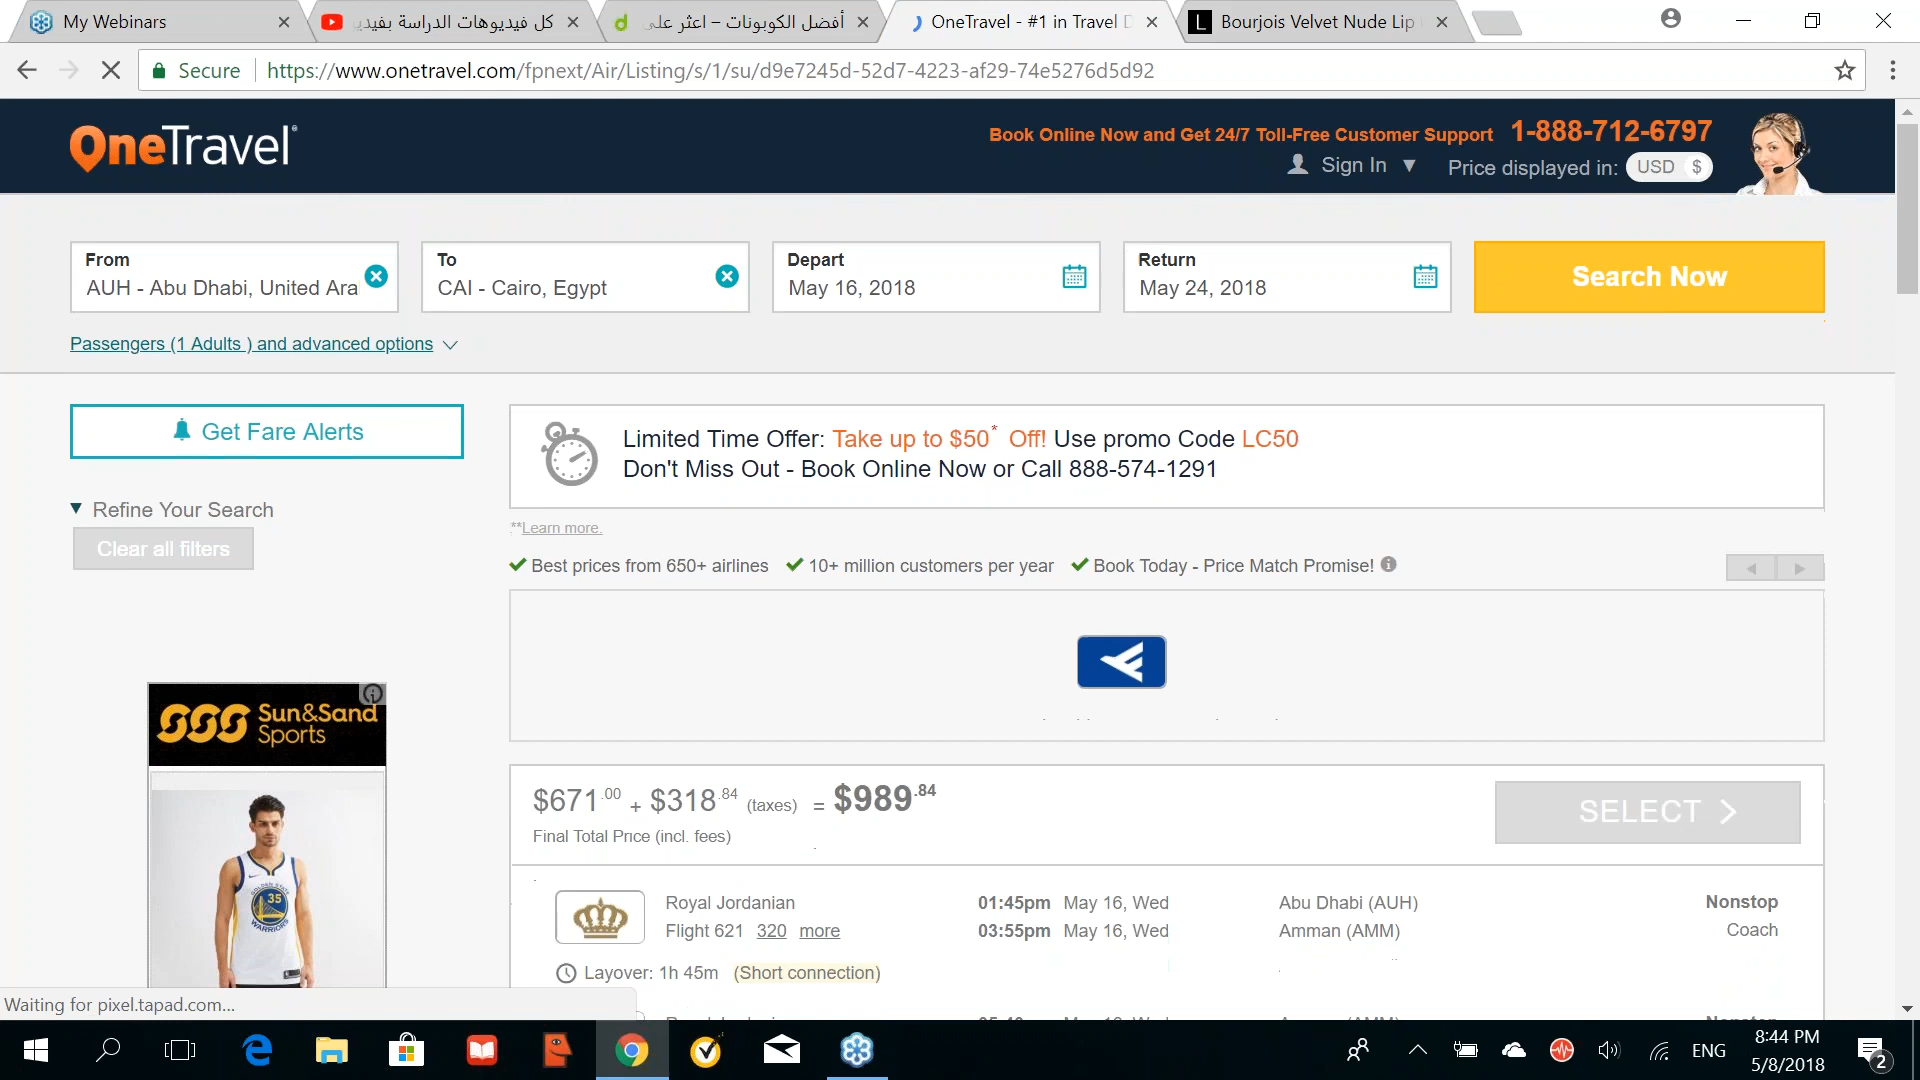 My Webinars
كل فيديوهات الدراسة بفيديو
أفضل الكوبونات – اعثر على
OneTravel - #1 in Travel D
Bourjois Velvet Nude Lip
Secure
https://www.onetravel.com/fpnext/Air/Listing/s/1/su/d9e7245d-52d7-4223-af29-74e5276d5d92
OneTravel
Book Online Now and Get 24/7 Toll-Free Customer Support 1-888-712-6797
Sign In ▼ Price displayed in: USD $
From
AUH - Abu Dhabi, United Ara
To
CAI - Cairo, Egypt
Depart
May 16, 2018
Return
May 24, 2018
Search Now
Passengers (1 Adults ) and advanced options
Get Fare Alerts
Limited Time Offer: Take up to $50* Off! Use promo Code LC50
Don't Miss Out - Book Online Now or Call 888-574-1291
Refine Your Search
Clear all filters
**Learn more.
Best prices from 650+ airlines
10+ million customers per year
Book Today - Price Match Promise!
Sun&Sand
Sports
GOLDEN STATE
35
WARRIORS
$671.00 + $318.84 (taxes) = $989.84
SELECT
Final Total Price (incl. fees)
Royal Jordanian 01:45pm May 16, Wed Abu Dhabi (AUH) Nonstop
Flight 621 320 more 03:55pm May 16, Wed Amman (AMM) Coach
Layover: 1h 45m (Short connection)
Waiting for pixel.tapad.com...
ENG
8:44 PM
5/8/2018
2